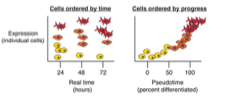 Cells ordered by time
Cells ordered by progress
Expression
(individual cells)
24 48 72
0 50 100
Real time
(hours)
Pseudotime
(percent differentiated)